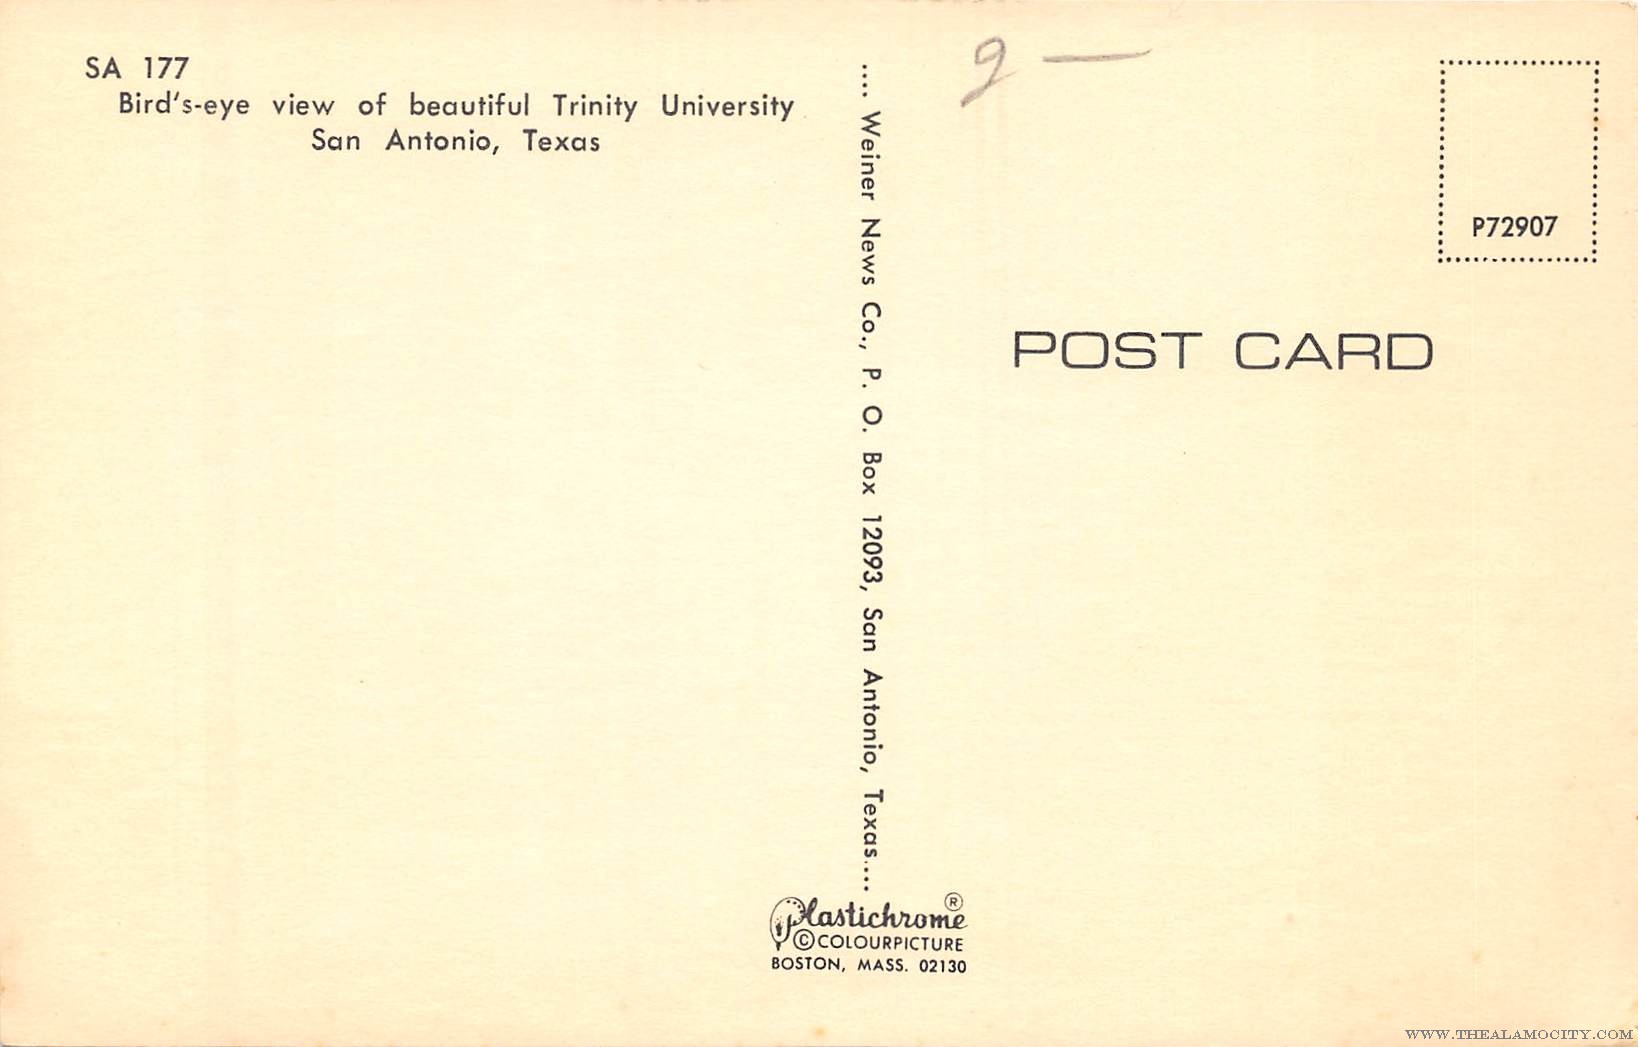 SA 177
Bird's-eye view of beautiful Trinity University
San Antonio, Texas
.... Weiner News Co., P. O. Box 12093, San Antonio, Texas....
g —
P72907
POST CARD
Plastichrome ®
© COLOURPICTURE
BOSTON, MASS. 02130
WWW.THEALAMOCITY.COM